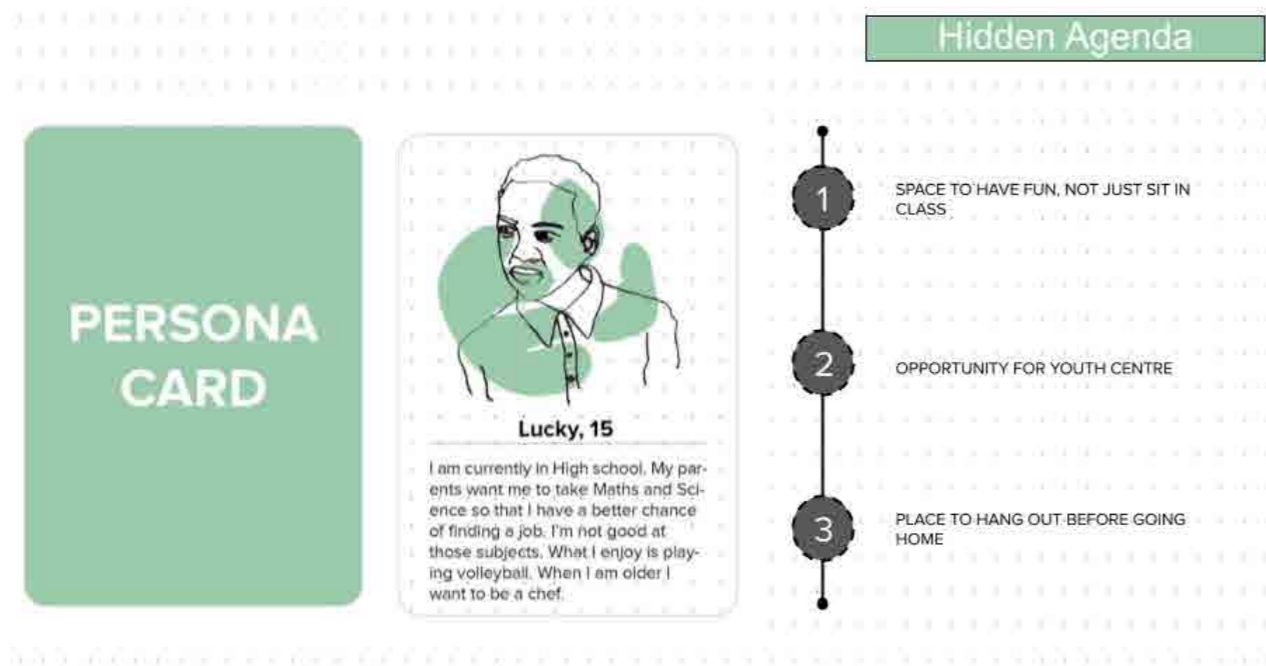 Hidden Agenda
PERSONA
CARD
Lucky, 15
I am currently in High school. My par-
ents want me to take Maths and Sci-
ence so that I have a better chance
of finding a job. I'm not good at
those subjects. What I enjoy is play-
ing volleyball. When I am older I
want to be a chef.
1
SPACE TO HAVE FUN, NOT JUST SIT IN
CLASS
2
OPPORTUNITY FOR YOUTH CENTRE
3
PLACE TO HANG OUT BEFORE GOING
HOME